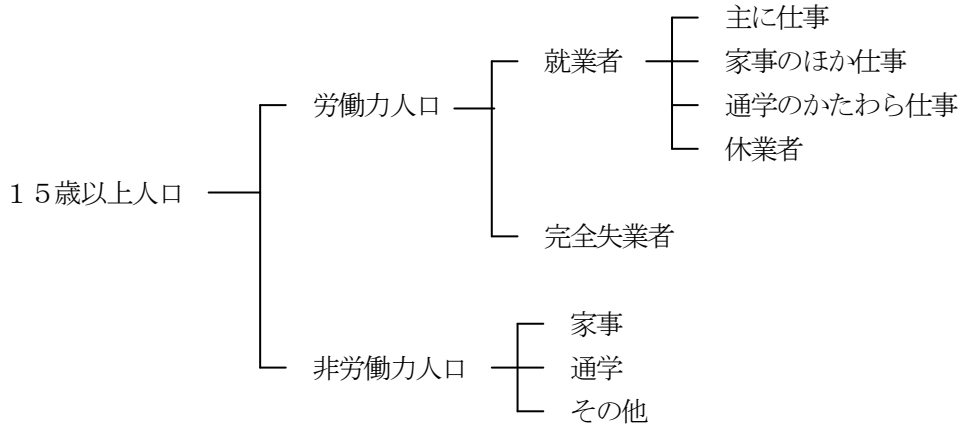 主に仕事
就業者
家事のほか仕事
労働力人口
通学のかたわら仕事
休業者
１５歳以上人口
完全失業者
家事
非労働力人口
通学
その他